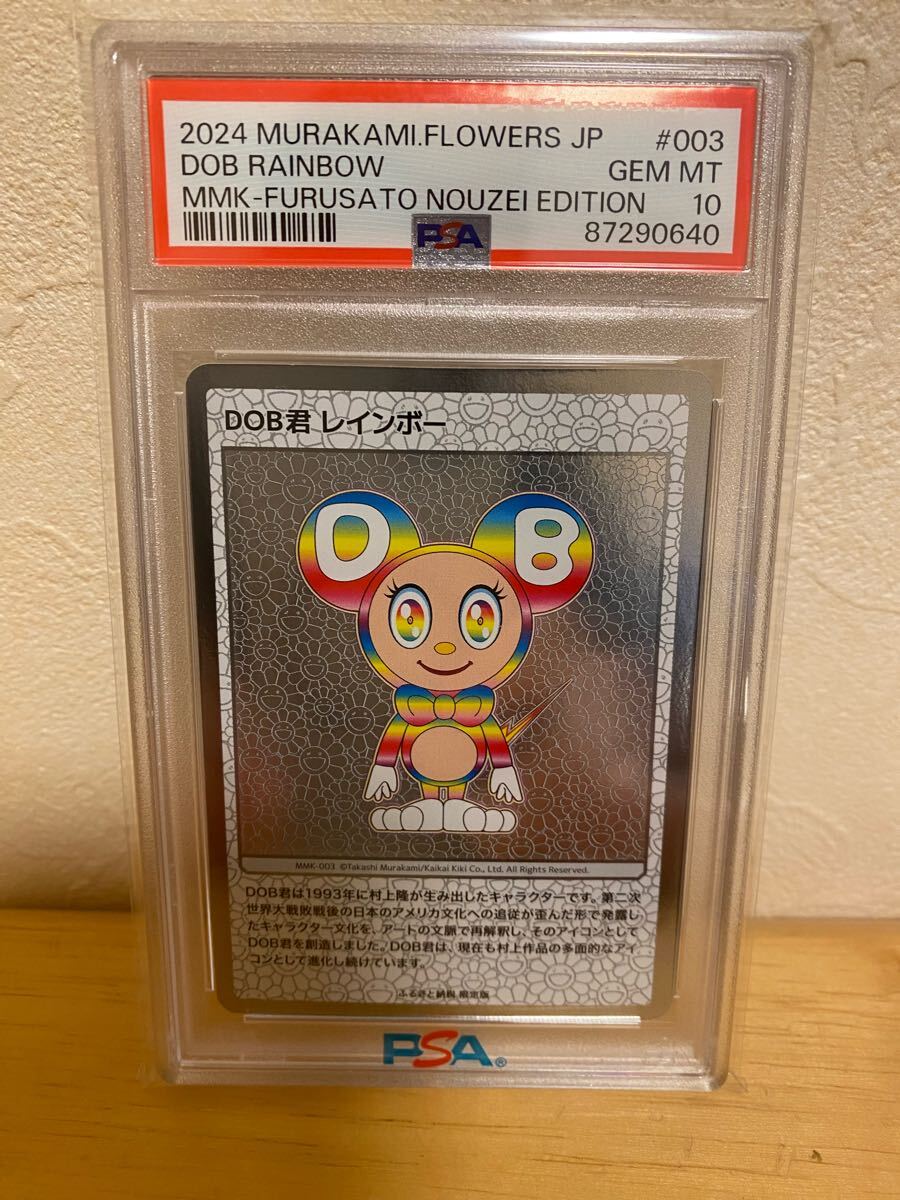 2024 MURAKAMI.FLOWERS JP #003
DOB RAINBOW GEM MT
MMK-FURUSATO NOUZEI EDITION 10
PSA 87290640
DOB君 レインボー
D B
MMK-003 ©Takashi Murakami/Kaikai Kiki Co., Ltd. All Rights Reserved.
DOB君は1993年に村上隆が生み出したキャラクターです。第二次
世界大戦敗戦後の日本のアメリカ文化への追従が歪んだ形で発露し
たキャラクター文化を、アートの文脈で再解釈し、そのアイコンとして
DOB君を創造しました。DOB君は、現在も村上作品の多面的なアイ
コンとして進化し続けています。
ふるさと納税 限定版
PSA®